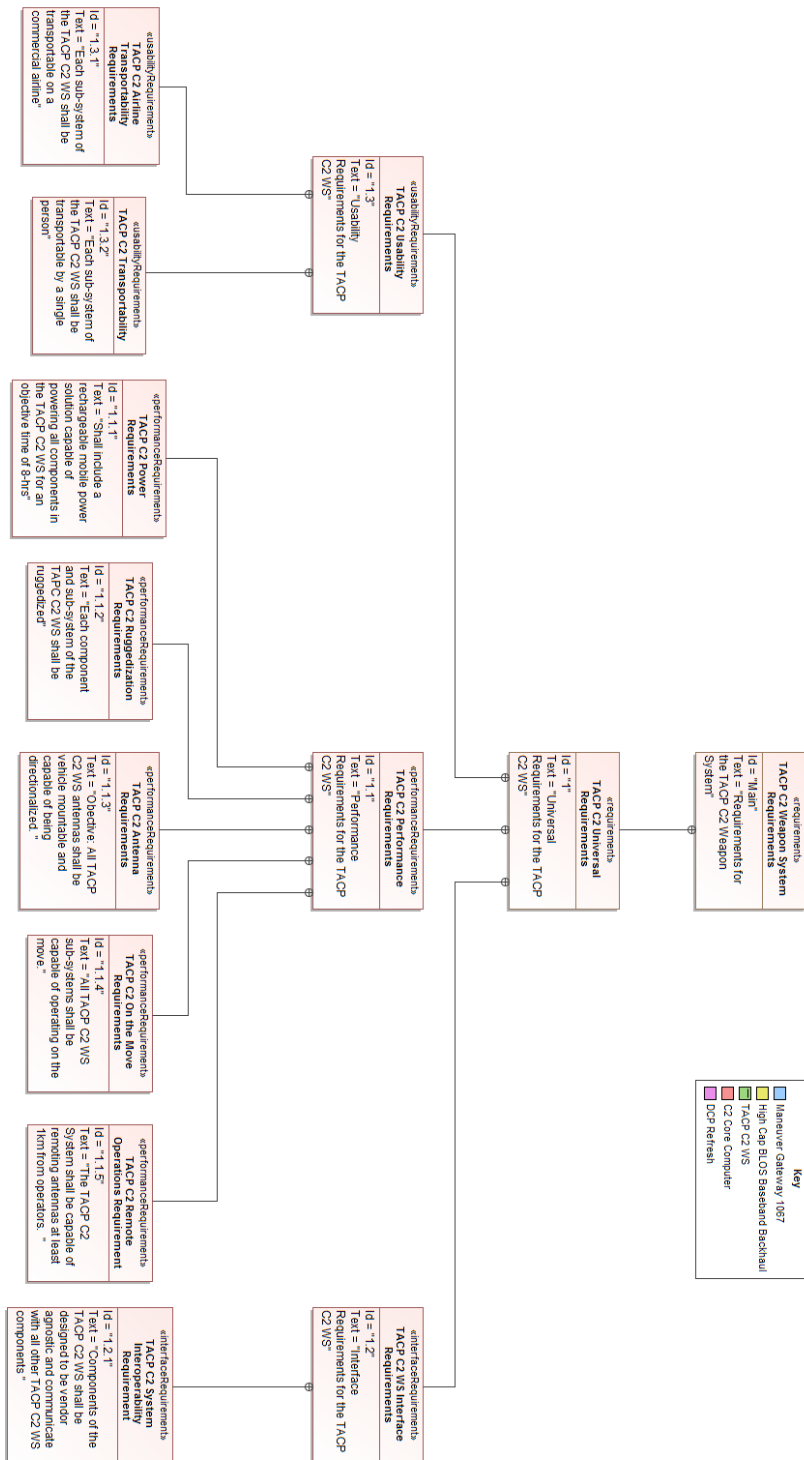 «requirement»
TACP C2 Weapon System
Requirements
Id = "Main"
Text = "Requirements for
the TACP C2 Weapon
System"
Key
Maneuver Gateway 1067
High Cap BLOS Baseband Backhaul
TACP C2 WS
C2 Core Computer
DCP Refresh
«requirement»
TACP C2 Universal
Requirements
Id = "1"
Text = "Universal
Requirements for the TACP
C2 WS"
«usabilityRequirement»
TACP C2 Usability
Requirements
Id = "1.3"
Text = "Usability
Requirements for the TACP
C2 WS"
«performanceRequirement»
TACP C2 Performance
Requirements
Id = "1.1"
Text = "Performance
Requirements for the TACP
C2 WS"
«interfaceRequirement»
TACP C2 WS Interface
Requirements
Id = "1.2"
Text = "Interface
Requirements for the TACP
C2 WS"
«usabilityRequirement»
TACP C2 Airline
Transportability
Requirements
Id = "1.3.1"
Text = "Each sub-system of
the TACP C2 WS shall be
transportable on a
commercial airline"
«usabilityRequirement»
TACP C2 Transportability
Id = "1.3.2"
Text = "Each sub-system of
the TACP C2 WS shall be
transportable by a single
person"
«performanceRequirement»
TACP C2 Power
Requirements
Id = "1.1.1"
Text = "Shall include a
rechargeable mobile power
solution capable of
powering all components in
the TACP C2 WS for an
objective time of 8-hrs"
«performanceRequirement»
TACP C2 Ruggedization
Requirements
Id = "1.1.2"
Text = "Each component
and sub-system of the
TAPC C2 WS shall be
ruggedized"
«performanceRequirement»
TACP C2 Antenna
Requirements
Id = "1.1.3"
Text = "Obective: All TACP
C2 WS antennas shall be
vehicle mountable and
capable of being
directionalized. "
«performanceRequirement»
TACP C2 On the Move
Requirements
Id = "1.1.4"
Text = "All TACP C2 WS
sub-systems shall be
capable of operating on the
move."
«performanceRequirement»
TACP C2 Remote
Operations Requirement
Id = "1.1.5"
Text = "The TACP C2
System shall be capable of
remoting antennas at least
1km from operators. "
«interfaceRequirement»
TACP C2 System
Interoperability
Requirement
Id = "1.2.1"
Text = "Components of the
TACP C2 WS shall be
designed to be vendor
agnostic and communicate
with all other TACP C2 WS
components "